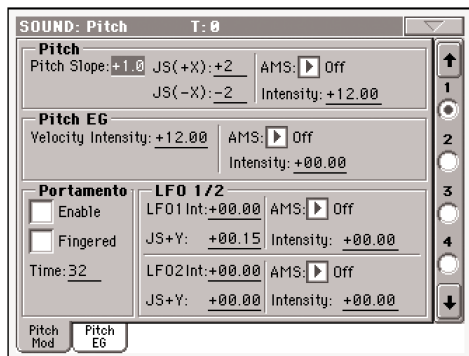 SOUND: Pitch T: 0
Pitch
Pitch Slope: +1.0 JS(+X): +2 AMS: Off
JS(-X): -2 Intensity: +12.00
Pitch EG
Velocity Intensity: +12.00 AMS: Off
Intensity: +00.00
Portamento LFO 1/2
Enable LFO1 Int: +00.00 AMS: Off
Fingered JS+Y: +00.15 Intensity: +00.00
Time: 32 LFO2 Int: +00.00 AMS: Off
JS+Y: +00.00 Intensity: +00.00
1
2
3
4
Pitch Mod
Pitch EG